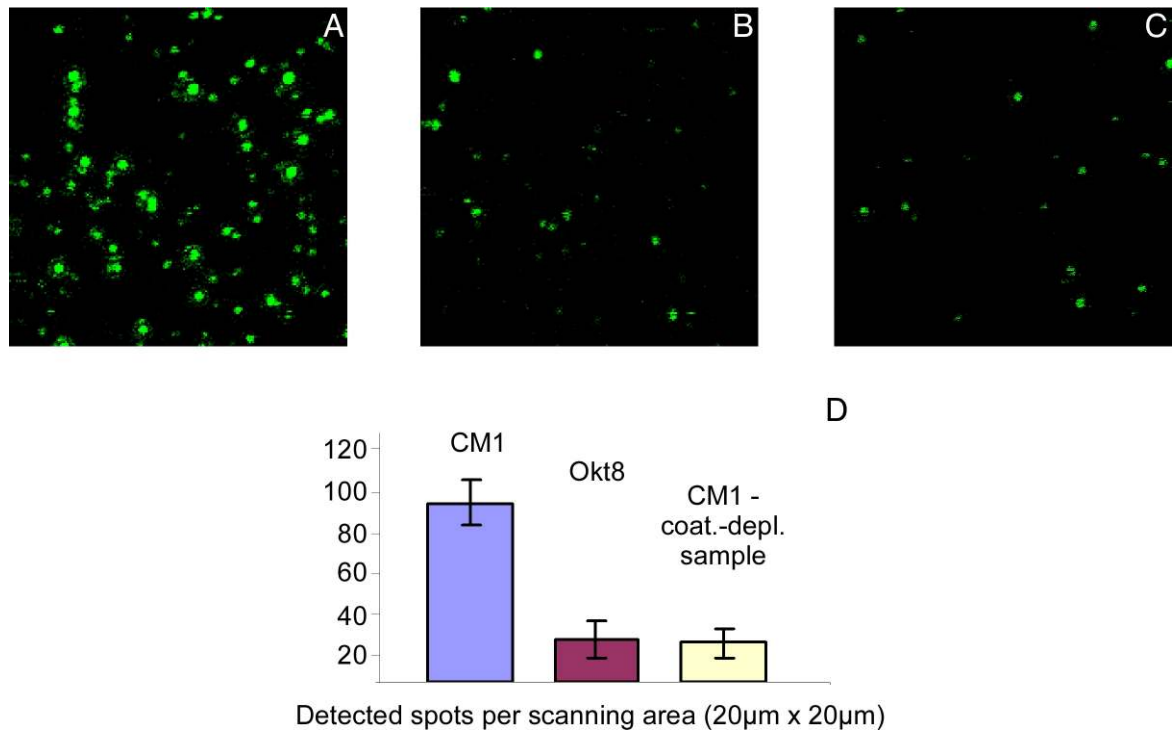 A
B
C
D
120
100
80
60
40
20
CM1
Okt8
CM1 -
coat.-depl.
sample
Detected spots per scanning area (20µm x 20µm)